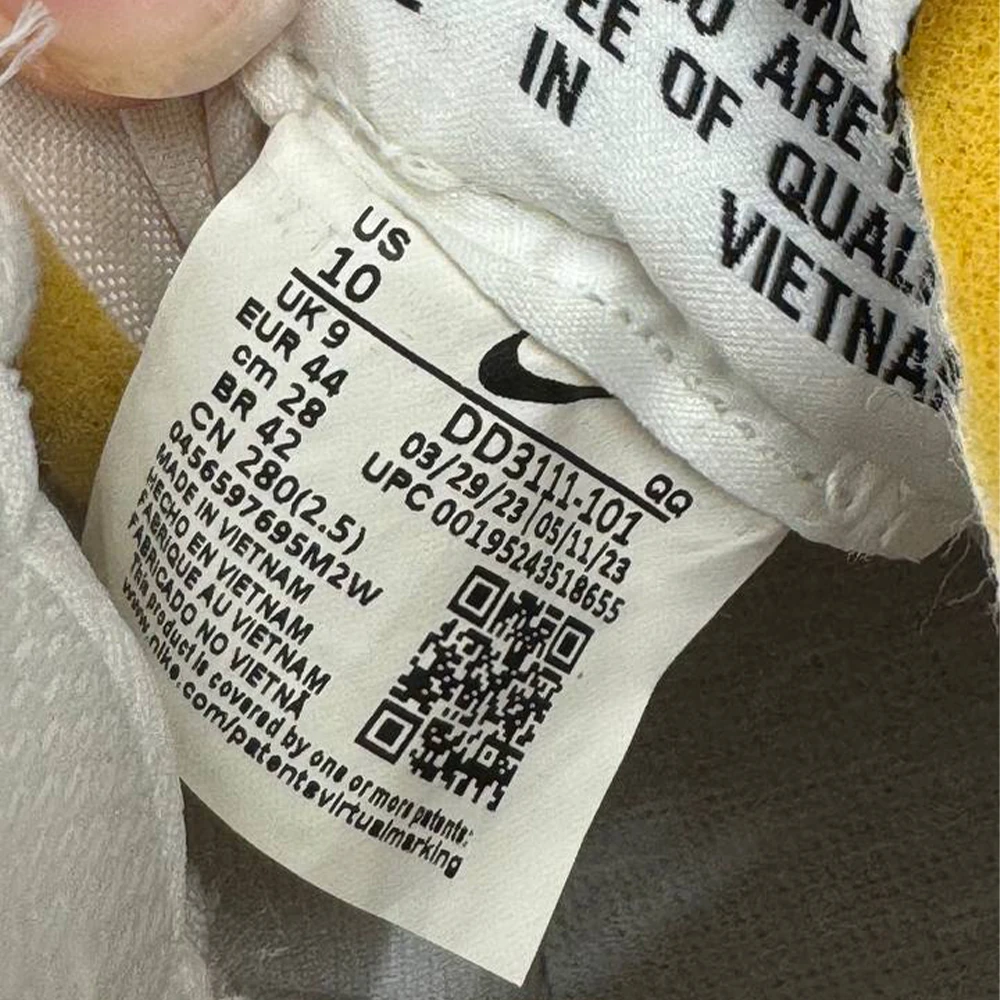 IN
EE OF
OU ARE
QUAL
VIETNA
US
10
UK 9
EUR 44
cm 28
BR 42
CN 280(2.5)
0456597695M2W
MADE IN VIETNAM
HECHO EN VIETNAM
FABRIQUE AU VIETNAM
FABRICADO NO VIETNÃ
This product is covered by one or more patents:
www.nike.com/patentsvirtualmarking
DD3111-101 QQ
03/29/23|05/11/23
UPC 00195243518655